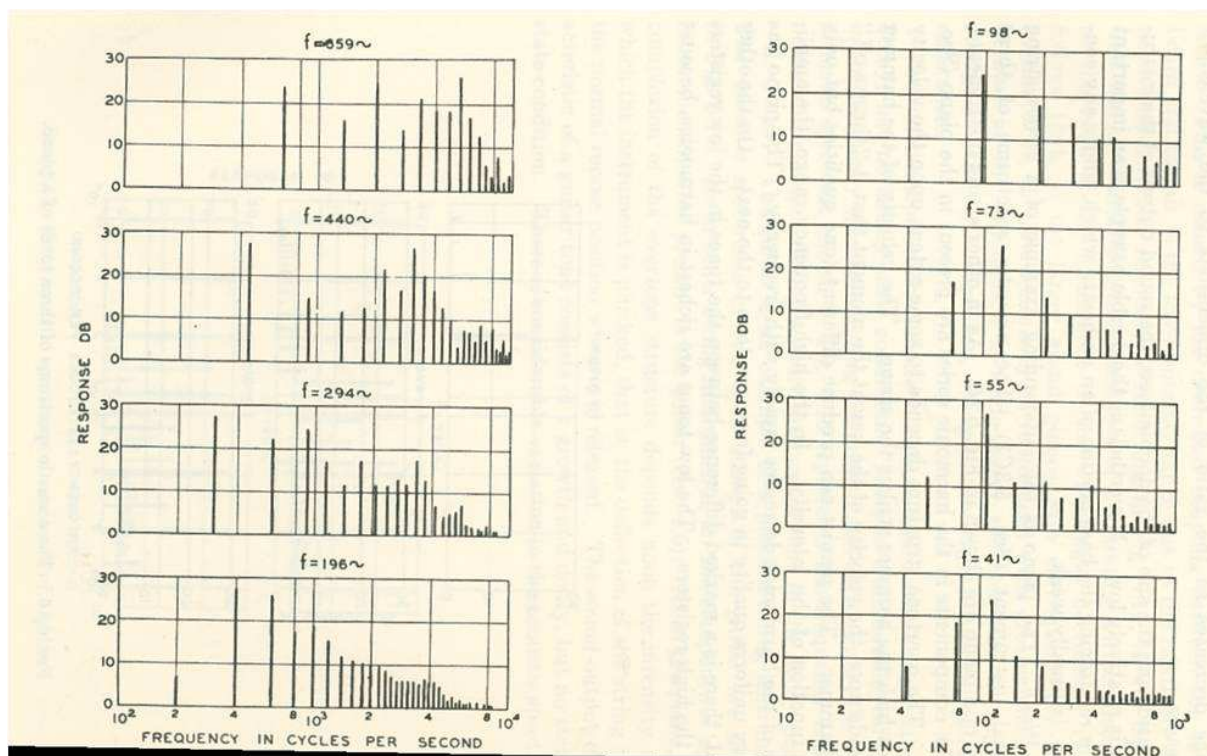 f=659~
30
20
10
0
f=440~
30
20
10
0
f=294~
30
20
10
0
f=196~
30
20
10
0
10² 2 4 8 10³ 2 4 8 10⁴
RESPONSE DB
FREQUENCY IN CYCLES PER SECOND
f=98~
30
20
10
0
f=73~
30
20
10
0
f=55~
30
20
10
0
f=41~
30
20
10
0
10 2 4 8 10² 2 4 8 10³
RESPONSE DB
FREQUENCY IN CYCLES PER SECOND